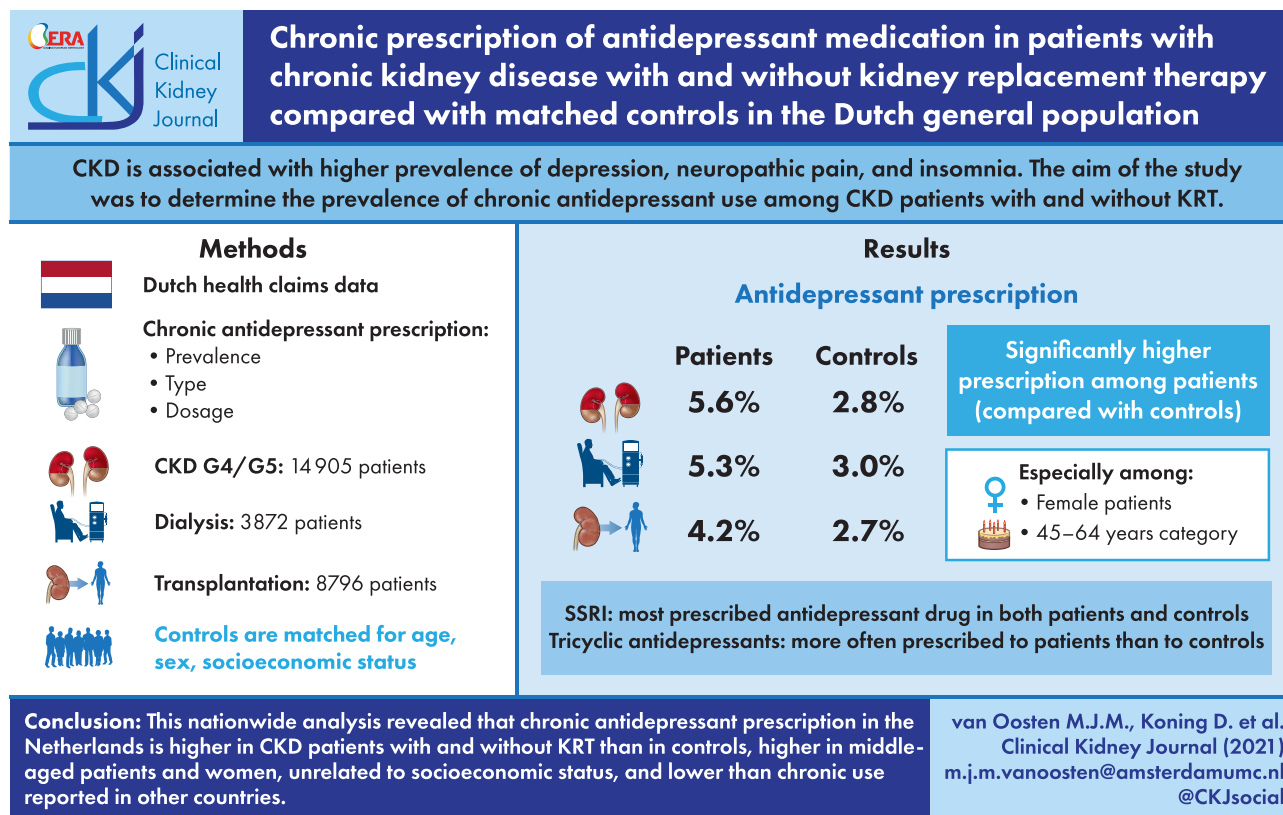 ERA
CKJ
Clinical
Kidney
Journal
Chronic prescription of antidepressant medication in patients with
chronic kidney disease with and without kidney replacement therapy
compared with matched controls in the Dutch general population
CKD is associated with higher prevalence of depression, neuropathic pain, and insomnia. The aim of the study
was to determine the prevalence of chronic antidepressant use among CKD patients with and without KRT.
Methods
Dutch health claims data
Chronic antidepressant prescription:
• Prevalence
• Type
• Dosage
CKD G4/G5: 14 905 patients
Dialysis: 3872 patients
Transplantation: 8796 patients
Controls are matched for age,
sex, socioeconomic status
Results
Antidepressant prescription
Patients Controls
5.6% 2.8%
5.3% 3.0%
4.2% 2.7%
Significantly higher
prescription among patients
(compared with controls)
Especially among:
• Female patients
• 45–64 years category
SSRI: most prescribed antidepressant drug in both patients and controls
Tricyclic antidepressants: more often prescribed to patients than to controls
Conclusion: This nationwide analysis revealed that chronic antidepressant prescription in the
Netherlands is higher in CKD patients with and without KRT than in controls, higher in middle-
aged patients and women, unrelated to socioeconomic status, and lower than chronic use
reported in other countries.
van Oosten M.J.M., Koning D. et al.
Clinical Kidney Journal (2021)
m.j.m.vanoosten@amsterdamumc.nl
@CKJsocial